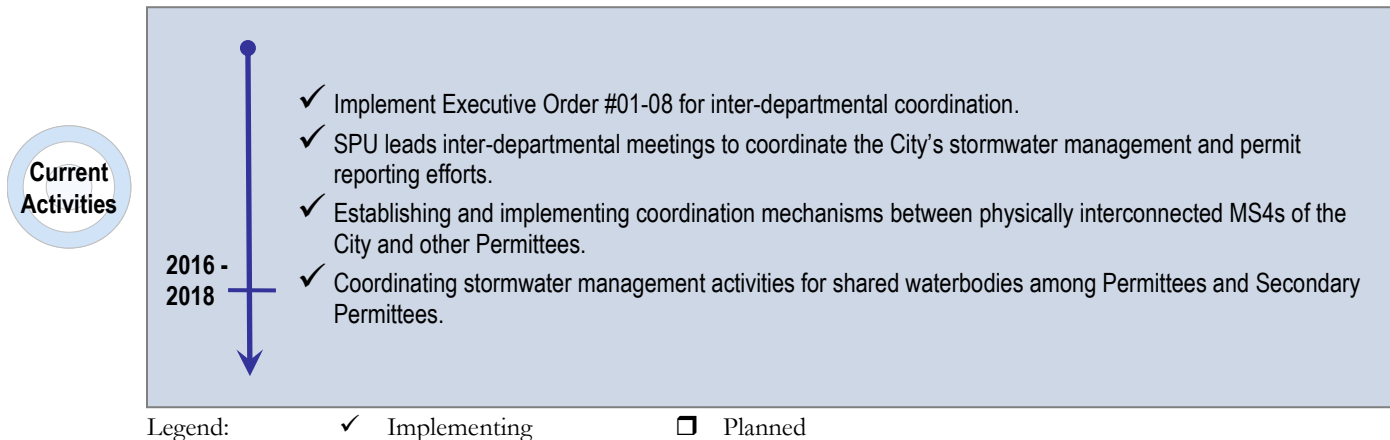 Current
Activities
2016 -
2018
✓ Implement Executive Order #01-08 for inter-departmental coordination.
✓ SPU leads inter-departmental meetings to coordinate the City’s stormwater management and permit
reporting efforts.
✓ Establishing and implementing coordination mechanisms between physically interconnected MS4s of the
City and other Permittees.
✓ Coordinating stormwater management activities for shared waterbodies among Permittees and Secondary
Permittees.
Legend: ✓ Implementing ❒ Planned